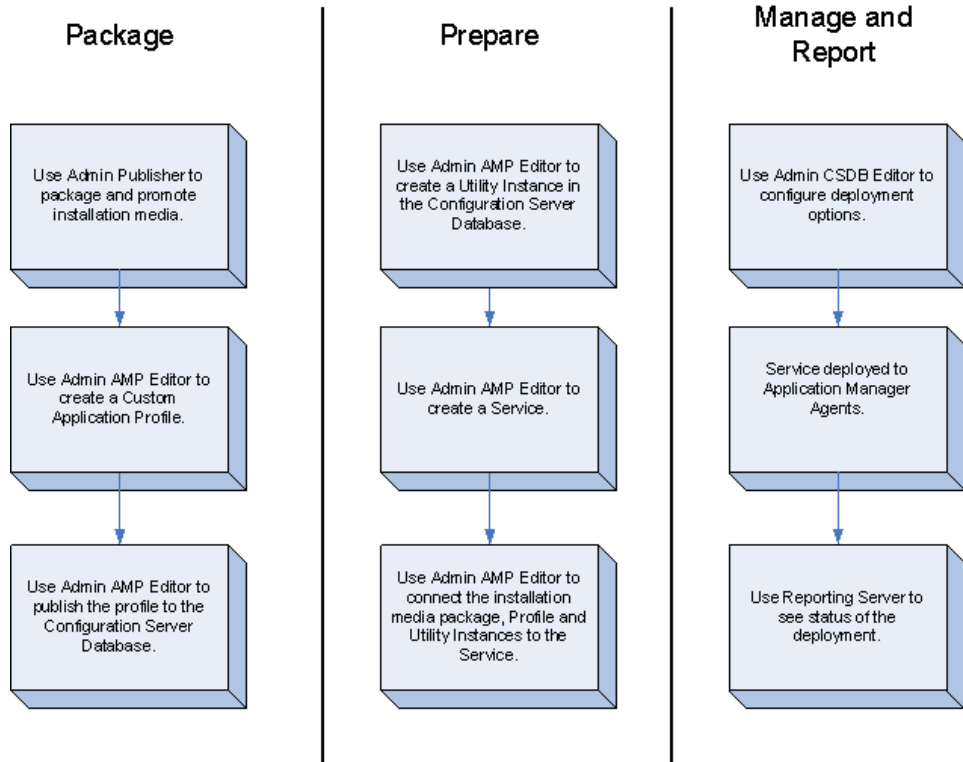 Package
Use Admin Publisher to
package and promote
installation media.
Use Admin AMP Editor to
create a Custom
Application Profile.
Use Admin AMP Editor to
publish the profile to the
Configuration Server
Database.
Prepare
Use Admin AMP Editor to
create a Utility Instance in
the Configuration Server
Database.
Use Admin AMP Editor to
create a Service.
Use Admin AMP Editor to
connect the installation
media package, Profile and
Utility Instances to the
Service.
Manage and
Report
Use Admin CSDB Editor to
configure deployment
options.
Service deployed to
Application Manager
Agents.
Use Reporting Server to
see status of the
deployment.